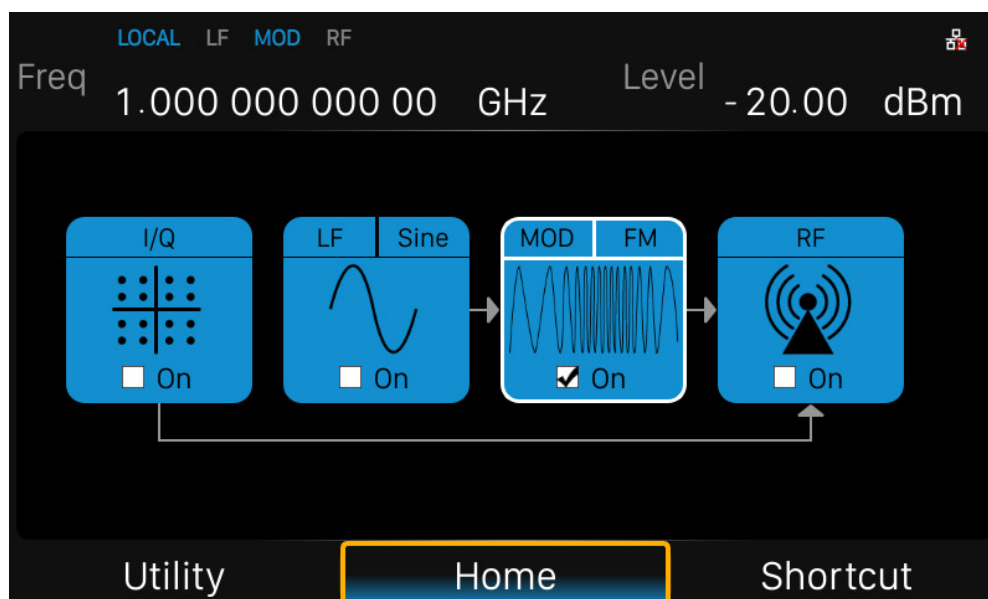 LOCAL LF MOD RF
Freq 1.000 000 000 00 GHz Level -20.00 dBm
I/Q LF Sine MOD FM RF
On On On On
Utility Home Shortcut